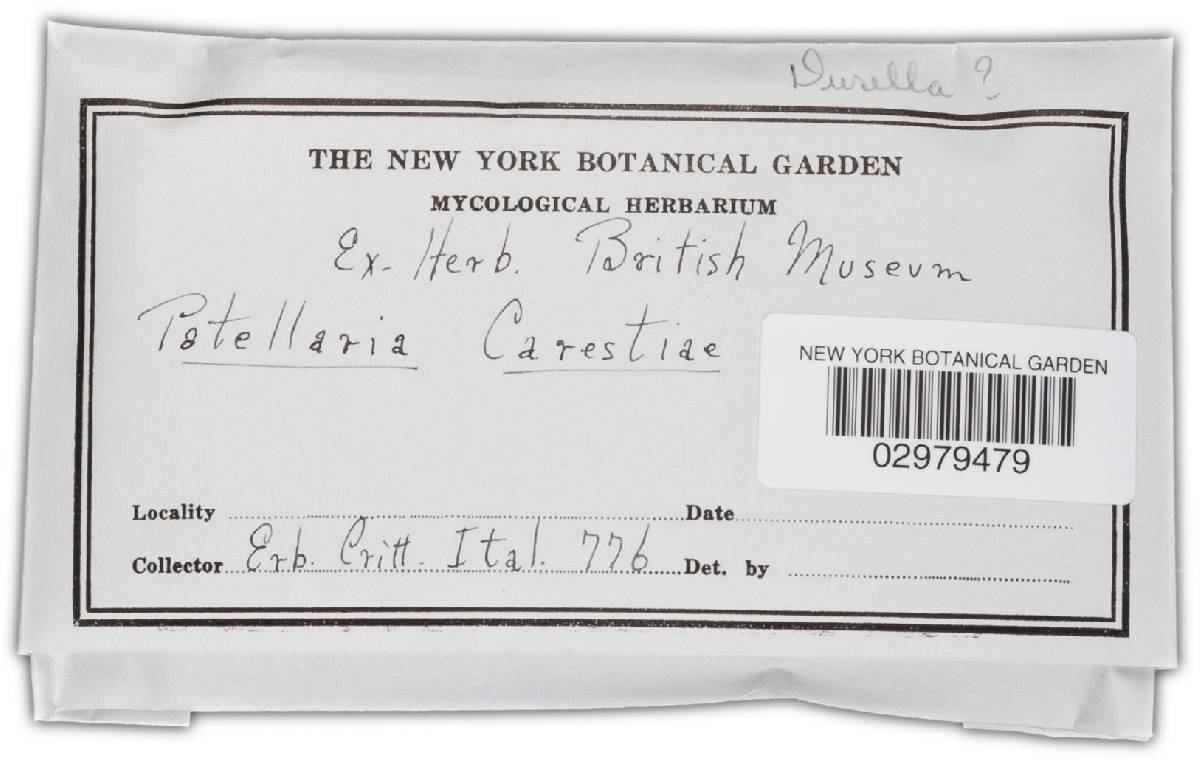 Durella ?
THE NEW YORK BOTANICAL GARDEN
MYCOLOGICAL HERBARIUM
Ex- Herb. British Museum
Patellaria Carestiae
NEW YORK BOTANICAL GARDEN
02979479
Locality Date
Collector Erb. Critt. Ital. 776 Det. by